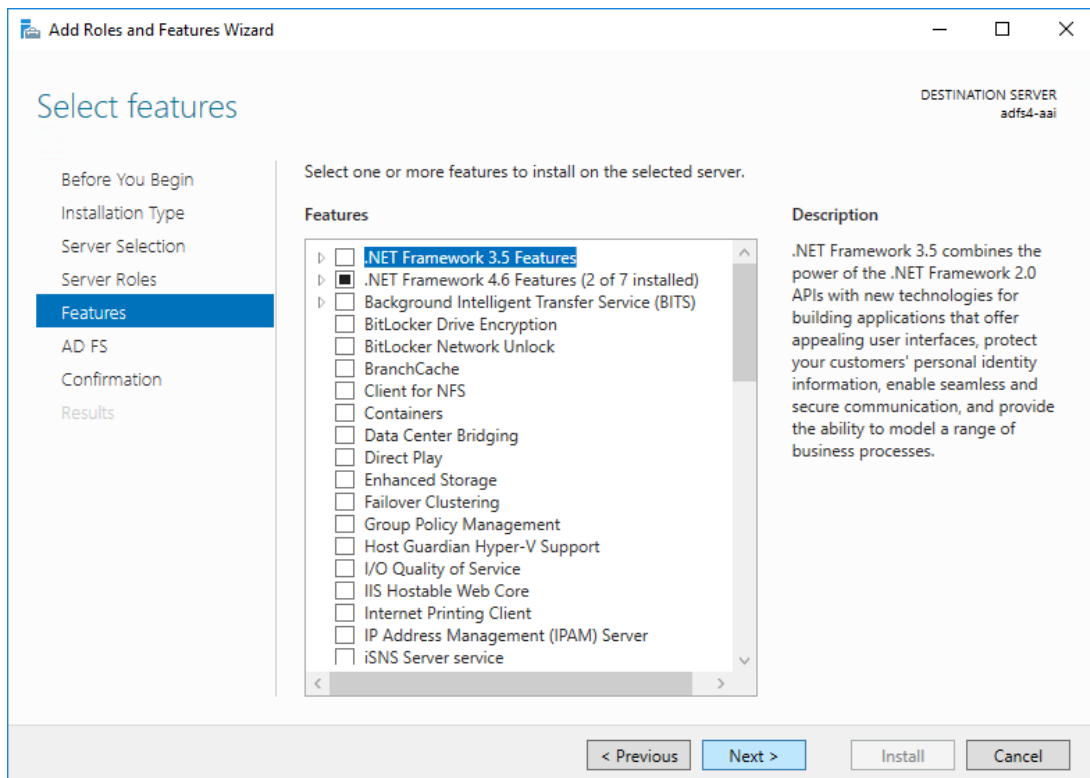 Add Roles and Features Wizard
Select features
DESTINATION SERVER
adfs4-aai
Before You Begin
Installation Type
Server Selection
Server Roles
Features
AD FS
Confirmation
Results
Select one or more features to install on the selected server.
Features
.NET Framework 3.5 Features
.NET Framework 4.6 Features (2 of 7 installed)
Background Intelligent Transfer Service (BITS)
BitLocker Drive Encryption
BitLocker Network Unlock
BranchCache
Client for NFS
Containers
Data Center Bridging
Direct Play
Enhanced Storage
Failover Clustering
Group Policy Management
Host Guardian Hyper-V Support
I/O Quality of Service
IIS Hostable Web Core
Internet Printing Client
IP Address Management (IPAM) Server
iSNS Server service
Description
.NET Framework 3.5 combines the
power of the .NET Framework 2.0
APIs with new technologies for
building applications that offer
appealing user interfaces, protect
your customers' personal identity
information, enable seamless and
secure communication, and provide
the ability to model a range of
business processes.
< Previous
Next >
Install
Cancel